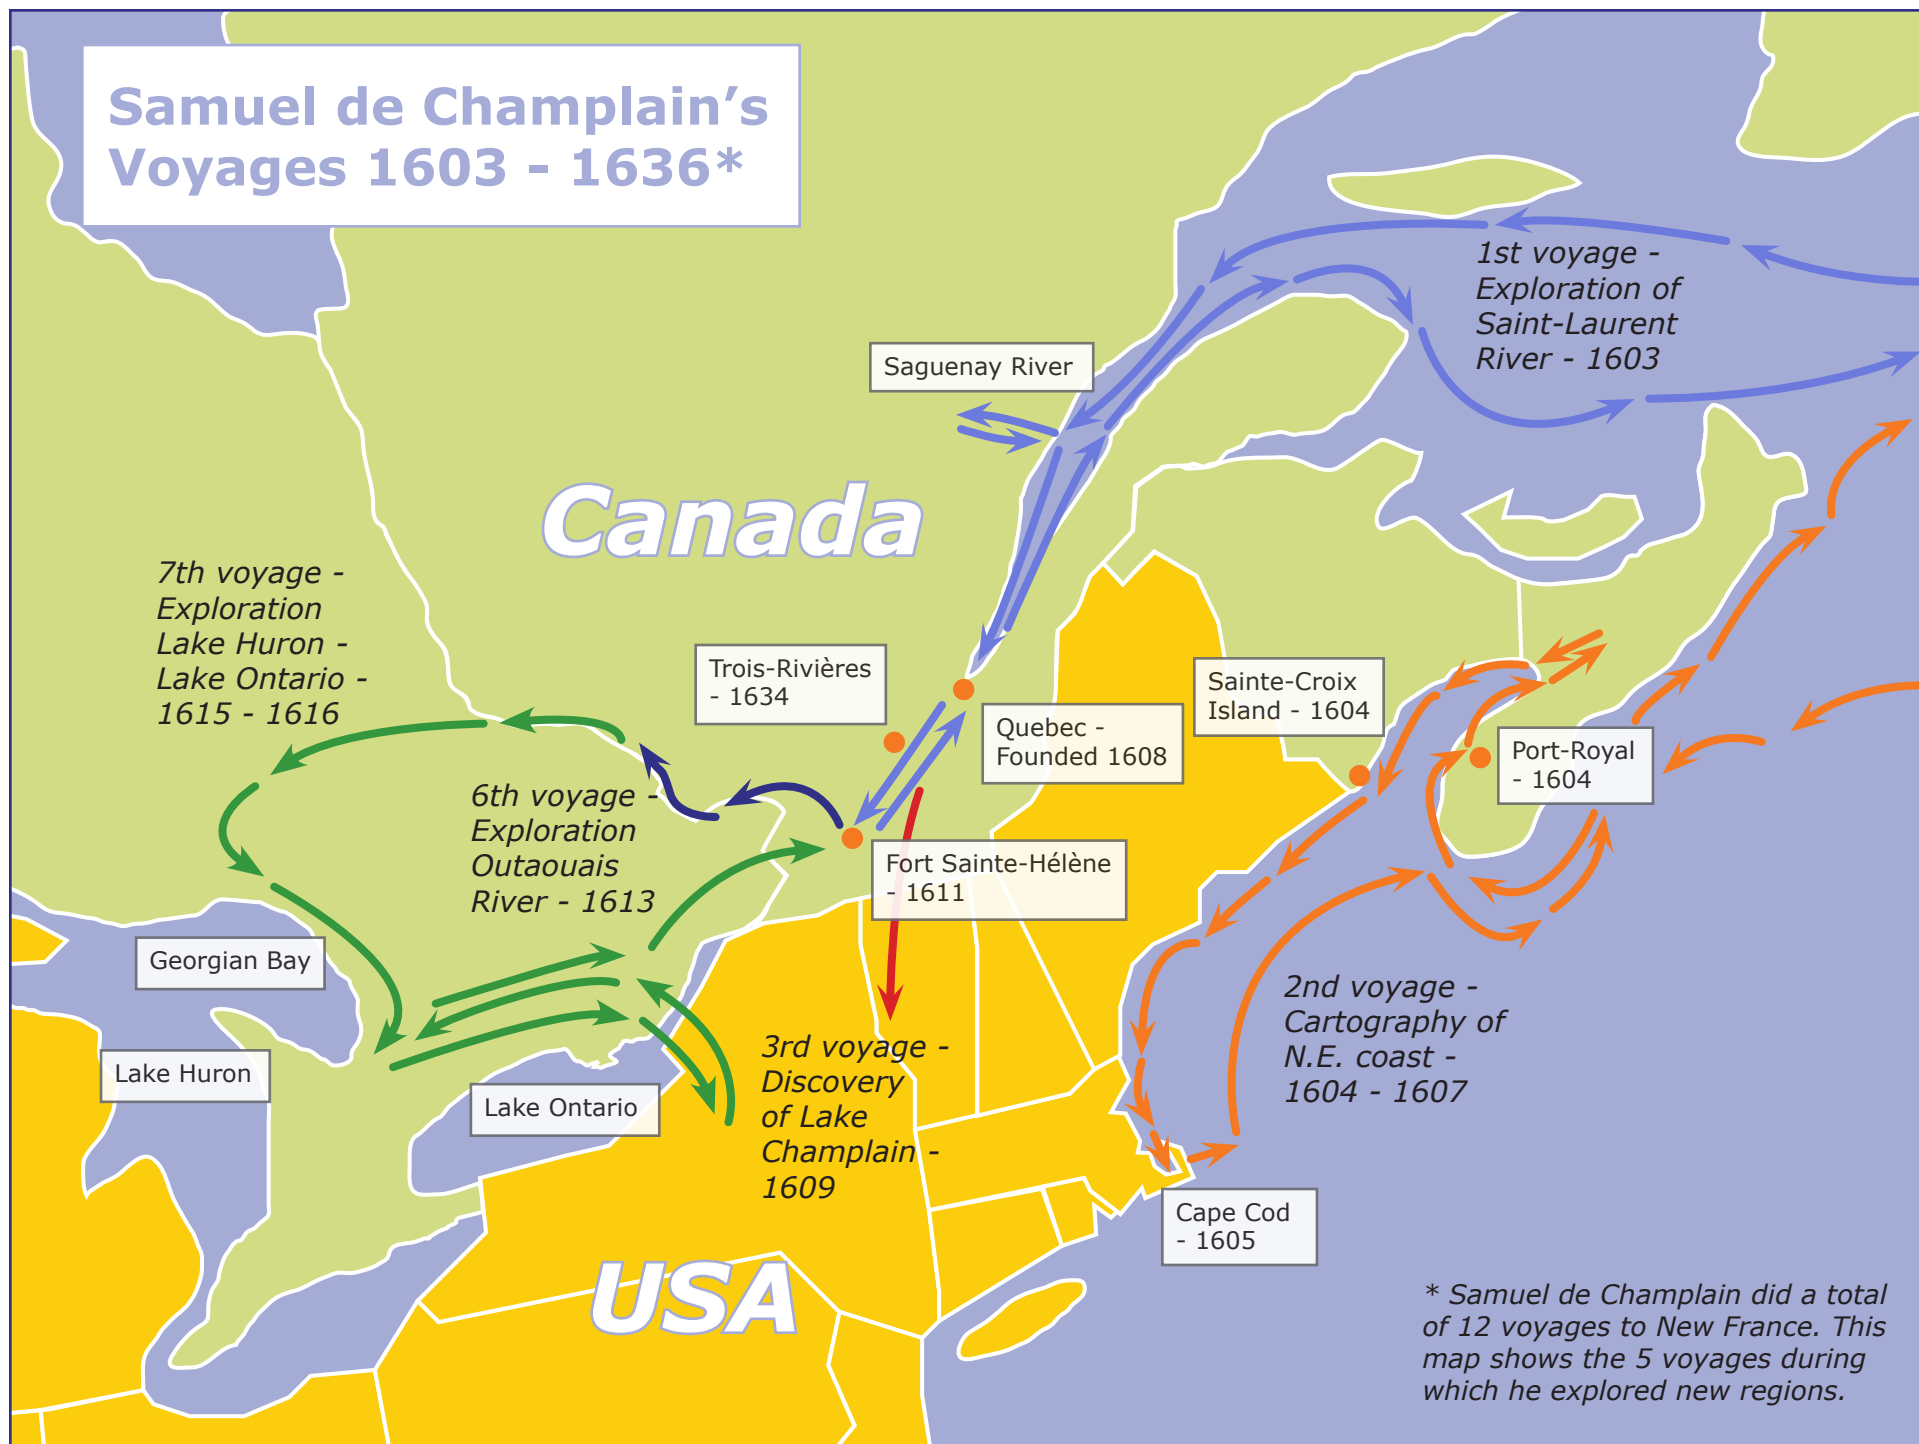 Samuel de Champlain's
Voyages 1603 - 1636*
1st voyage -
Exploration of
Saint-Laurent
River - 1603
Saguenay River
Canada
7th voyage -
Exploration
Lake Huron -
Lake Ontario -
1615 - 1616
Trois-Rivières
- 1634
Sainte-Croix
Island - 1604
Quebec -
Founded 1608
Port-Royal
- 1604
6th voyage -
Exploration
Outaouais
River - 1613
Fort Sainte-Hélène
- 1611
Georgian Bay
2nd voyage -
Cartography of
N.E. coast -
1604 - 1607
Lake Huron
Lake Ontario
3rd voyage -
Discovery
of Lake
Champlain -
1609
Cape Cod
- 1605
USA
* Samuel de Champlain did a total
of 12 voyages to New France. This
map shows the 5 voyages during
which he explored new regions.